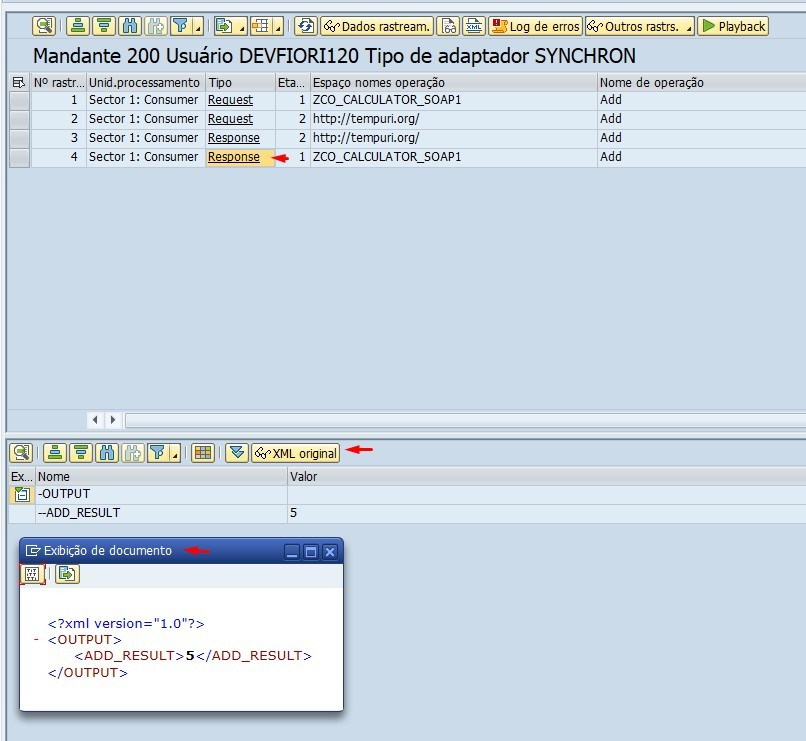 Dados rastream. Log de erros Outros rastrs. Playback
Mandante 200 Usuário DEVFIORI120 Tipo de adaptador SYNCHRON
Nº rastr... Unid.processamento Tipo Eta... Espaço nomes operação Nome de operação
1 Sector 1: Consumer Request 1 ZCO_CALCULATOR_SOAP1 Add
2 Sector 1: Consumer Request 2 http://tempuri.org/ Add
3 Sector 1: Consumer Response 2 http://tempuri.org/ Add
4 Sector 1: Consumer Response 1 ZCO_CALCULATOR_SOAP1 Add
XML original
Ex... Nome Valor
-OUTPUT
--ADD_RESULT 5
Exibição de documento
<?xml version="1.0"?>
- <OUTPUT>
<ADD_RESULT>5</ADD_RESULT>
</OUTPUT>